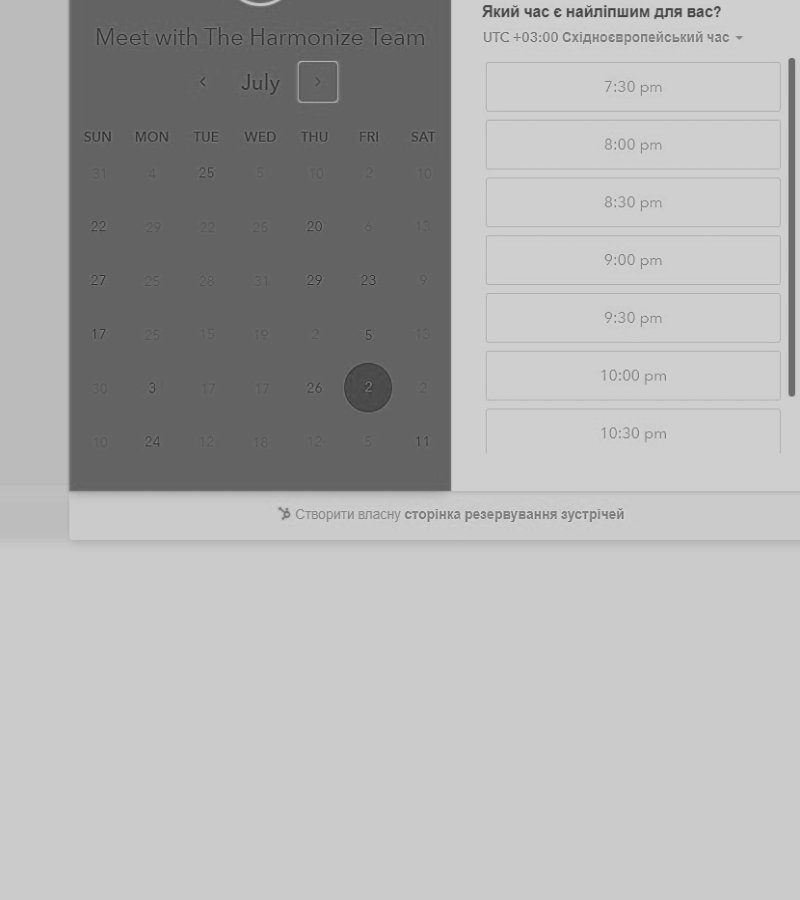 Meet with The Harmonize Team
July
SUN MON TUE WED THU FRI SAT
31 4 25 5 10 2 10
22 29 22 25 20 6 13
27 25 28 31 29 23 9
17 25 15 19 2 5 13
30 3 17 17 26 2 2
10 24 12 18 12 5 11
Який час є найліпшим для вас?
UTC +03:00 Східноєвропейський час
7:30 pm
8:00 pm
8:30 pm
9:00 pm
9:30 pm
10:00 pm
10:30 pm
Створити власну сторінка резервування зустрічей